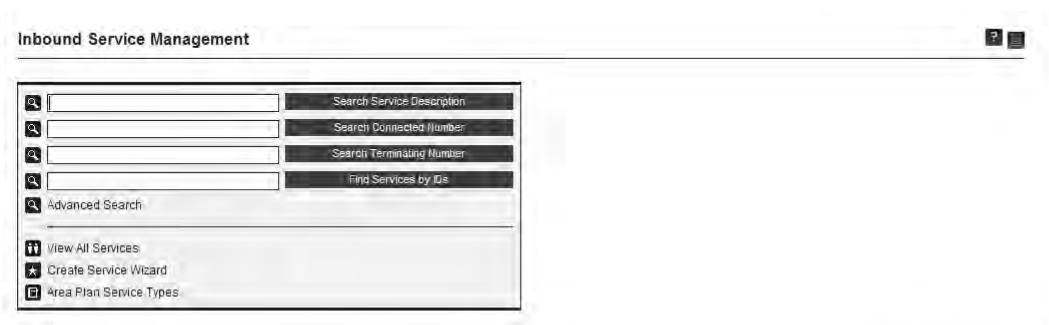 Inbound Service Management
?
Search Service Description
Search Connected Number
Search Terminating Number
Find Services by IDs
Advanced Search
View All Services
Create Service Wizard
Area Plan Service Types